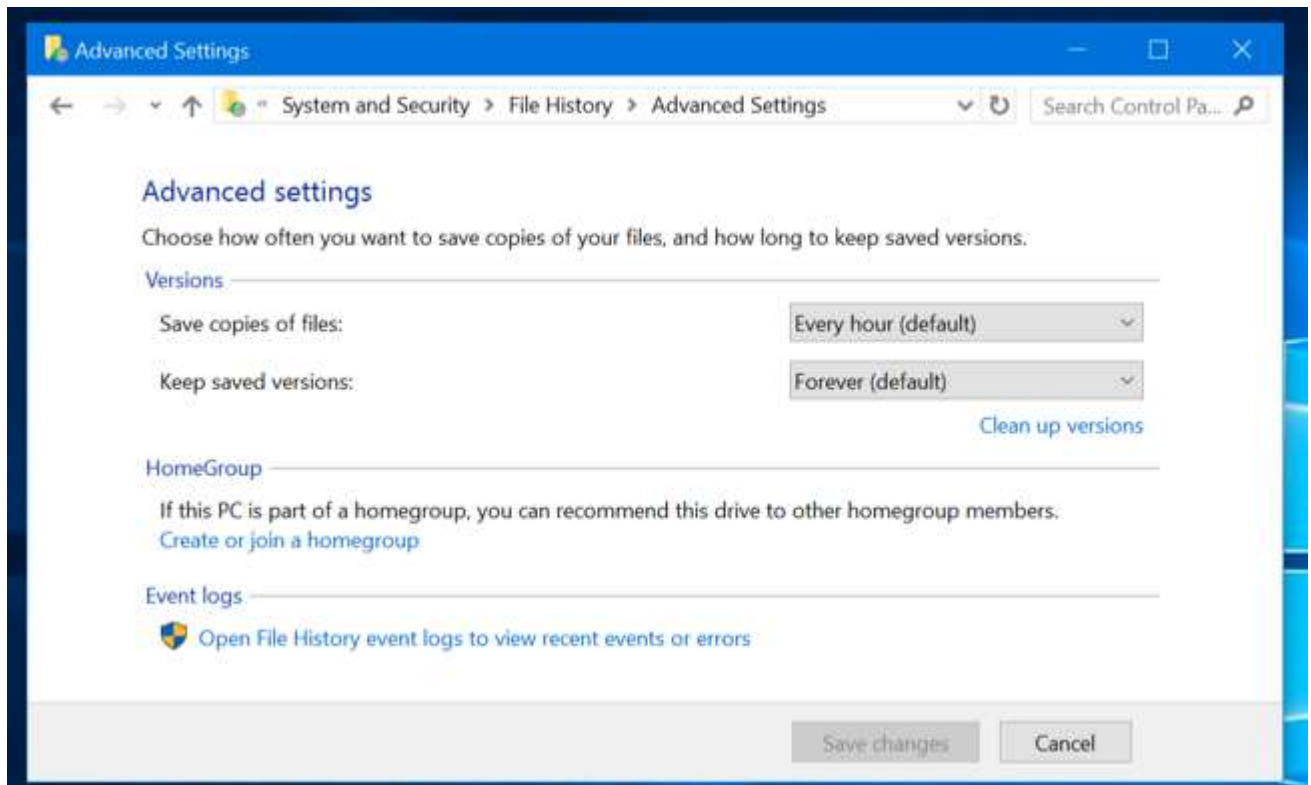 Advanced Settings
« System and Security > File History > Advanced Settings
Search Control Pa...
Advanced settings
Choose how often you want to save copies of your files, and how long to keep saved versions.
Versions
Save copies of files: Every hour (default)
Keep saved versions: Forever (default)
Clean up versions
HomeGroup
If this PC is part of a homegroup, you can recommend this drive to other homegroup members.
Create or join a homegroup
Event logs
Open File History event logs to view recent events or errors
Save changes Cancel